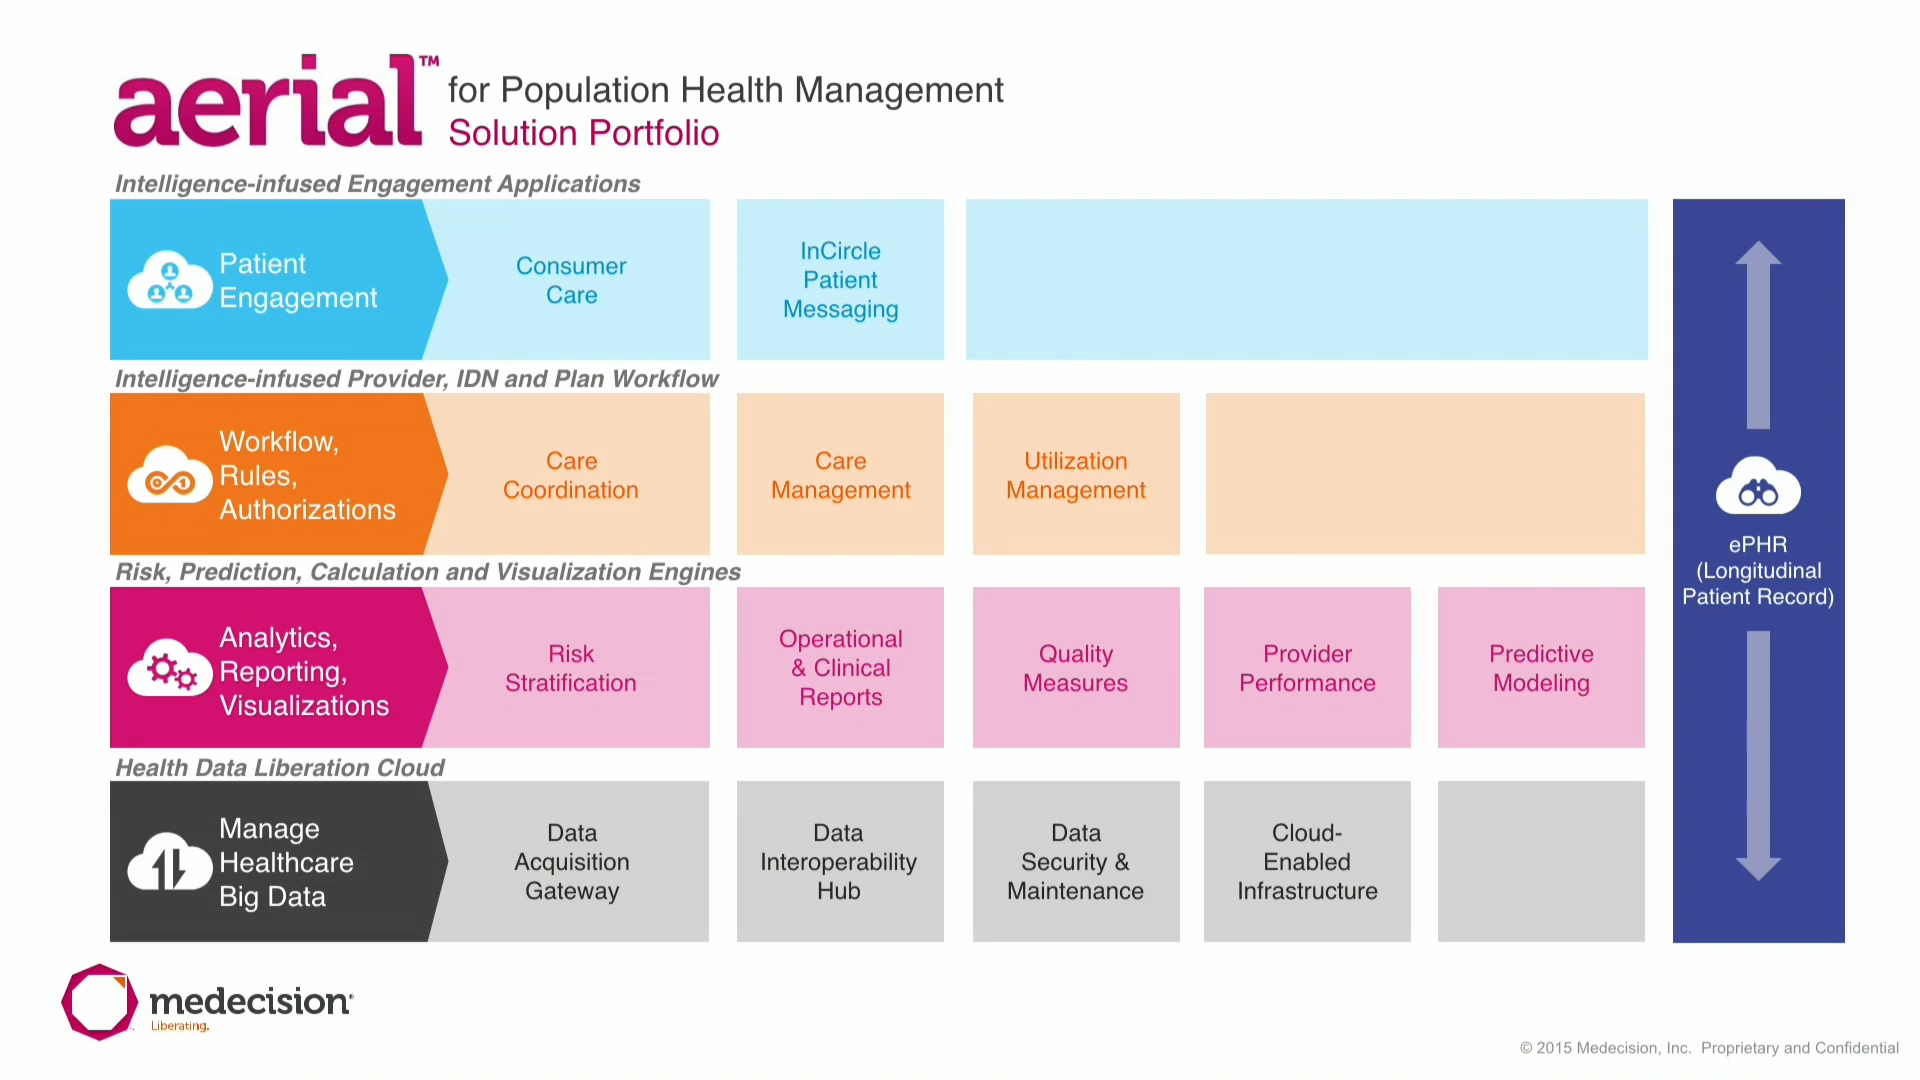 aerial™
for Population Health Management
Solution Portfolio
Intelligence-infused Engagement Applications
Patient
Engagement
Consumer
Care
InCircle
Patient
Messaging
Intelligence-infused Provider, IDN and Plan Workflow
Workflow,
Rules,
Authorizations
Care
Coordination
Care
Management
Utilization
Management
Risk, Prediction, Calculation and Visualization Engines
Analytics,
Reporting,
Visualizations
Risk
Stratification
Operational
& Clinical
Reports
Quality
Measures
Provider
Performance
Predictive
Modeling
Health Data Liberation Cloud
Manage
Healthcare
Big Data
Data
Acquisition
Gateway
Data
Interoperability
Hub
Data
Security &
Maintenance
Cloud-
Enabled
Infrastructure
ePHR
(Longitudinal
Patient Record)
medecision®
Liberating.
© 2015 Medecision, Inc. Proprietary and Confidential